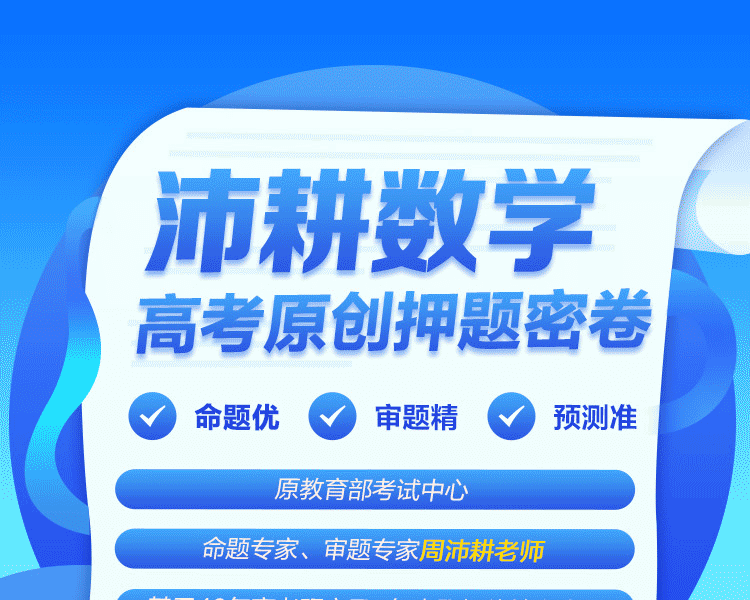 沛耕数学
高考原创押题密卷
命题优 审题精 预测准
原教育部考试中心
命题专家、审题专家周沛耕老师